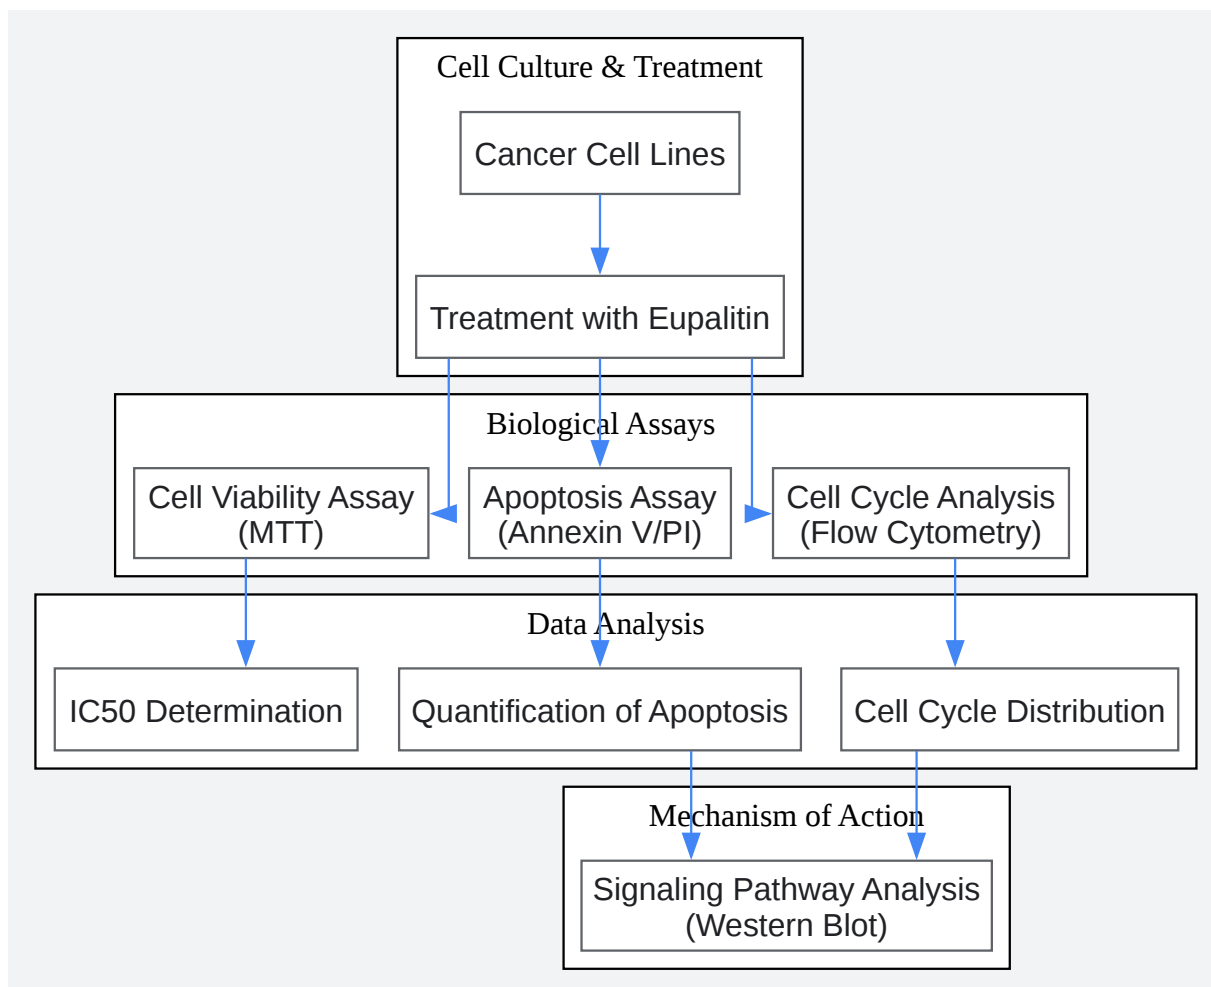 Cell Culture & Treatment
Cancer Cell Lines
Treatment with Eupalitin
Biological Assays
Cell Viability Assay
(MTT)
Apoptosis Assay
(Annexin V/PI)
Cell Cycle Analysis
(Flow Cytometry)
Data Analysis
IC50 Determination
Quantification of Apoptosis
Cell Cycle Distribution
Mechanism of Action
Signaling Pathway Analysis
(Western Blot)